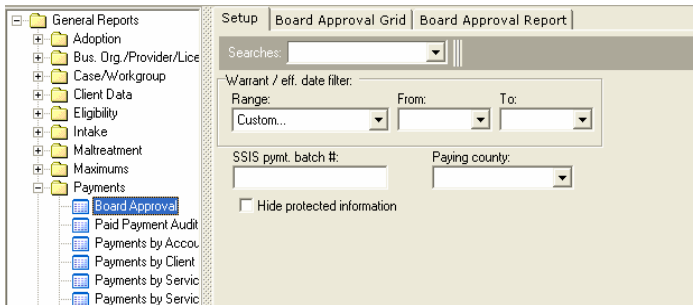 General Reports
Adoption
Bus. Org./Provider/Lice
Case/Workgroup
Client Data
Eligibility
Intake
Maltreatment
Maximums
Payments
Board Approval
Paid Payment Audit
Payments by Accou
Payments by Client
Payments by Servic
Payments by Servic
Setup Board Approval Grid Board Approval Report
Searches:
Warrant / eff. date filter:
Range: From: To:
Custom...
SSIS pymt. batch #: Paying county:
Hide protected information